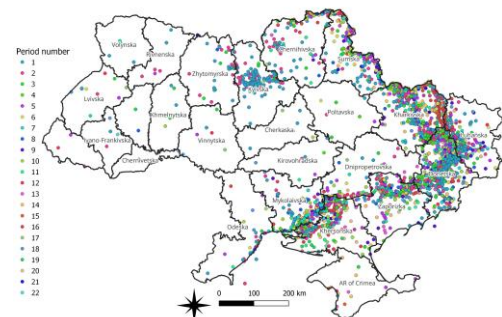 Period number
1
2
3
4
5
6
7
8
9
10
11
12
13
14
15
16
17
18
19
20
21
22
Volynska
Rivnenska
Zhytomyrska
Chernihivska
Sumska
Lvivska
Khmelnytska
Ivano-Frankivska
Chernivetska
Vinnytska
Cherkaska
Poltavska
Kharkivska
Luhanska
Kirovohradska
Dnipropetrovska
Zaporizka
Mykolaivska
Odeska
Khersonska
AR of Crimea
0 100 200 km